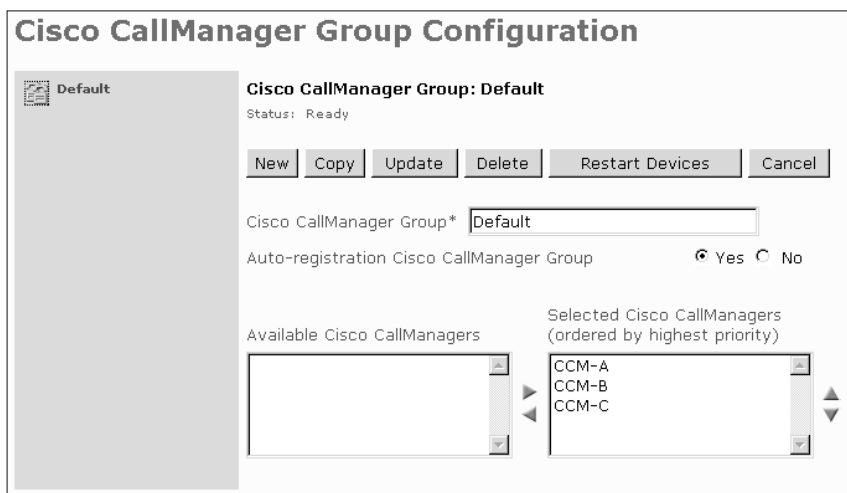 Cisco CallManager Group Configuration
Default
Cisco CallManager Group: Default
Status: Ready
New Copy Update Delete Restart Devices Cancel
Cisco CallManager Group* Default
Auto-registration Cisco CallManager Group Yes No
Available Cisco CallManagers
Selected Cisco CallManagers
(ordered by highest priority)
CCM-A
CCM-B
CCM-C